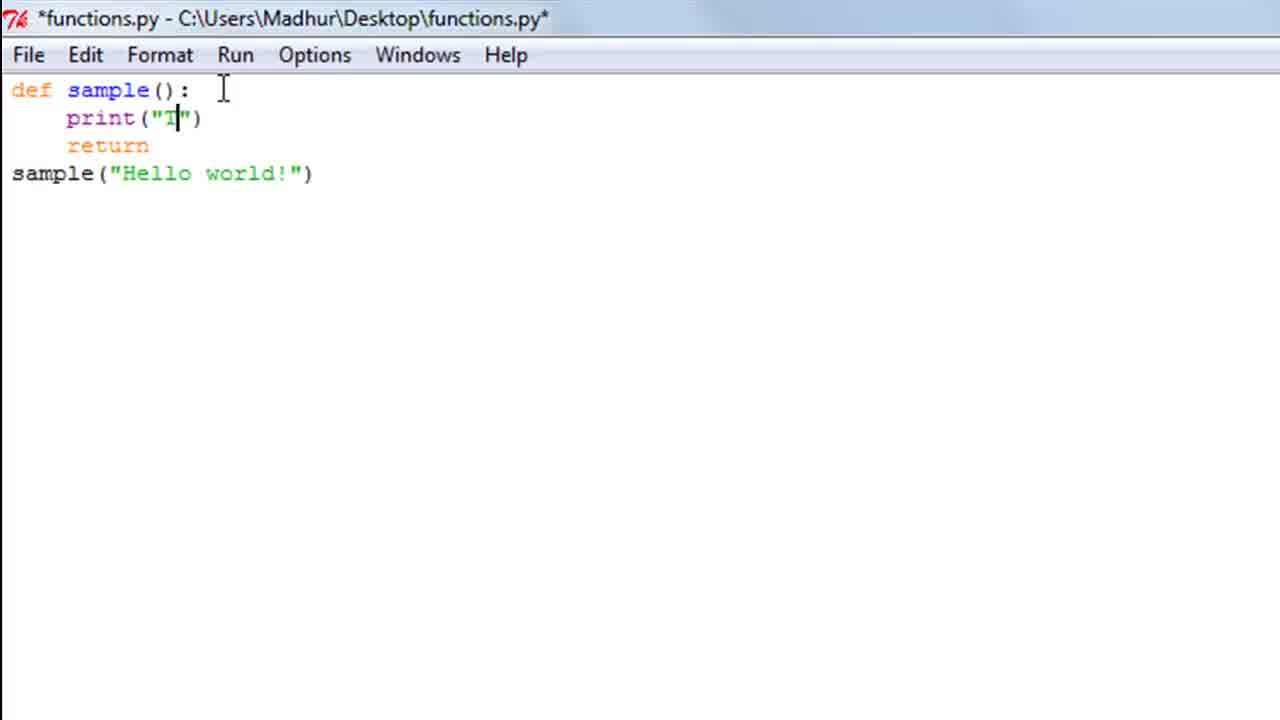 *functions.py - C:\Users\Madhur\Desktop\functions.py*
File Edit Format Run Options Windows Help
def sample():
    print("T")
    return
sample("Hello world!")